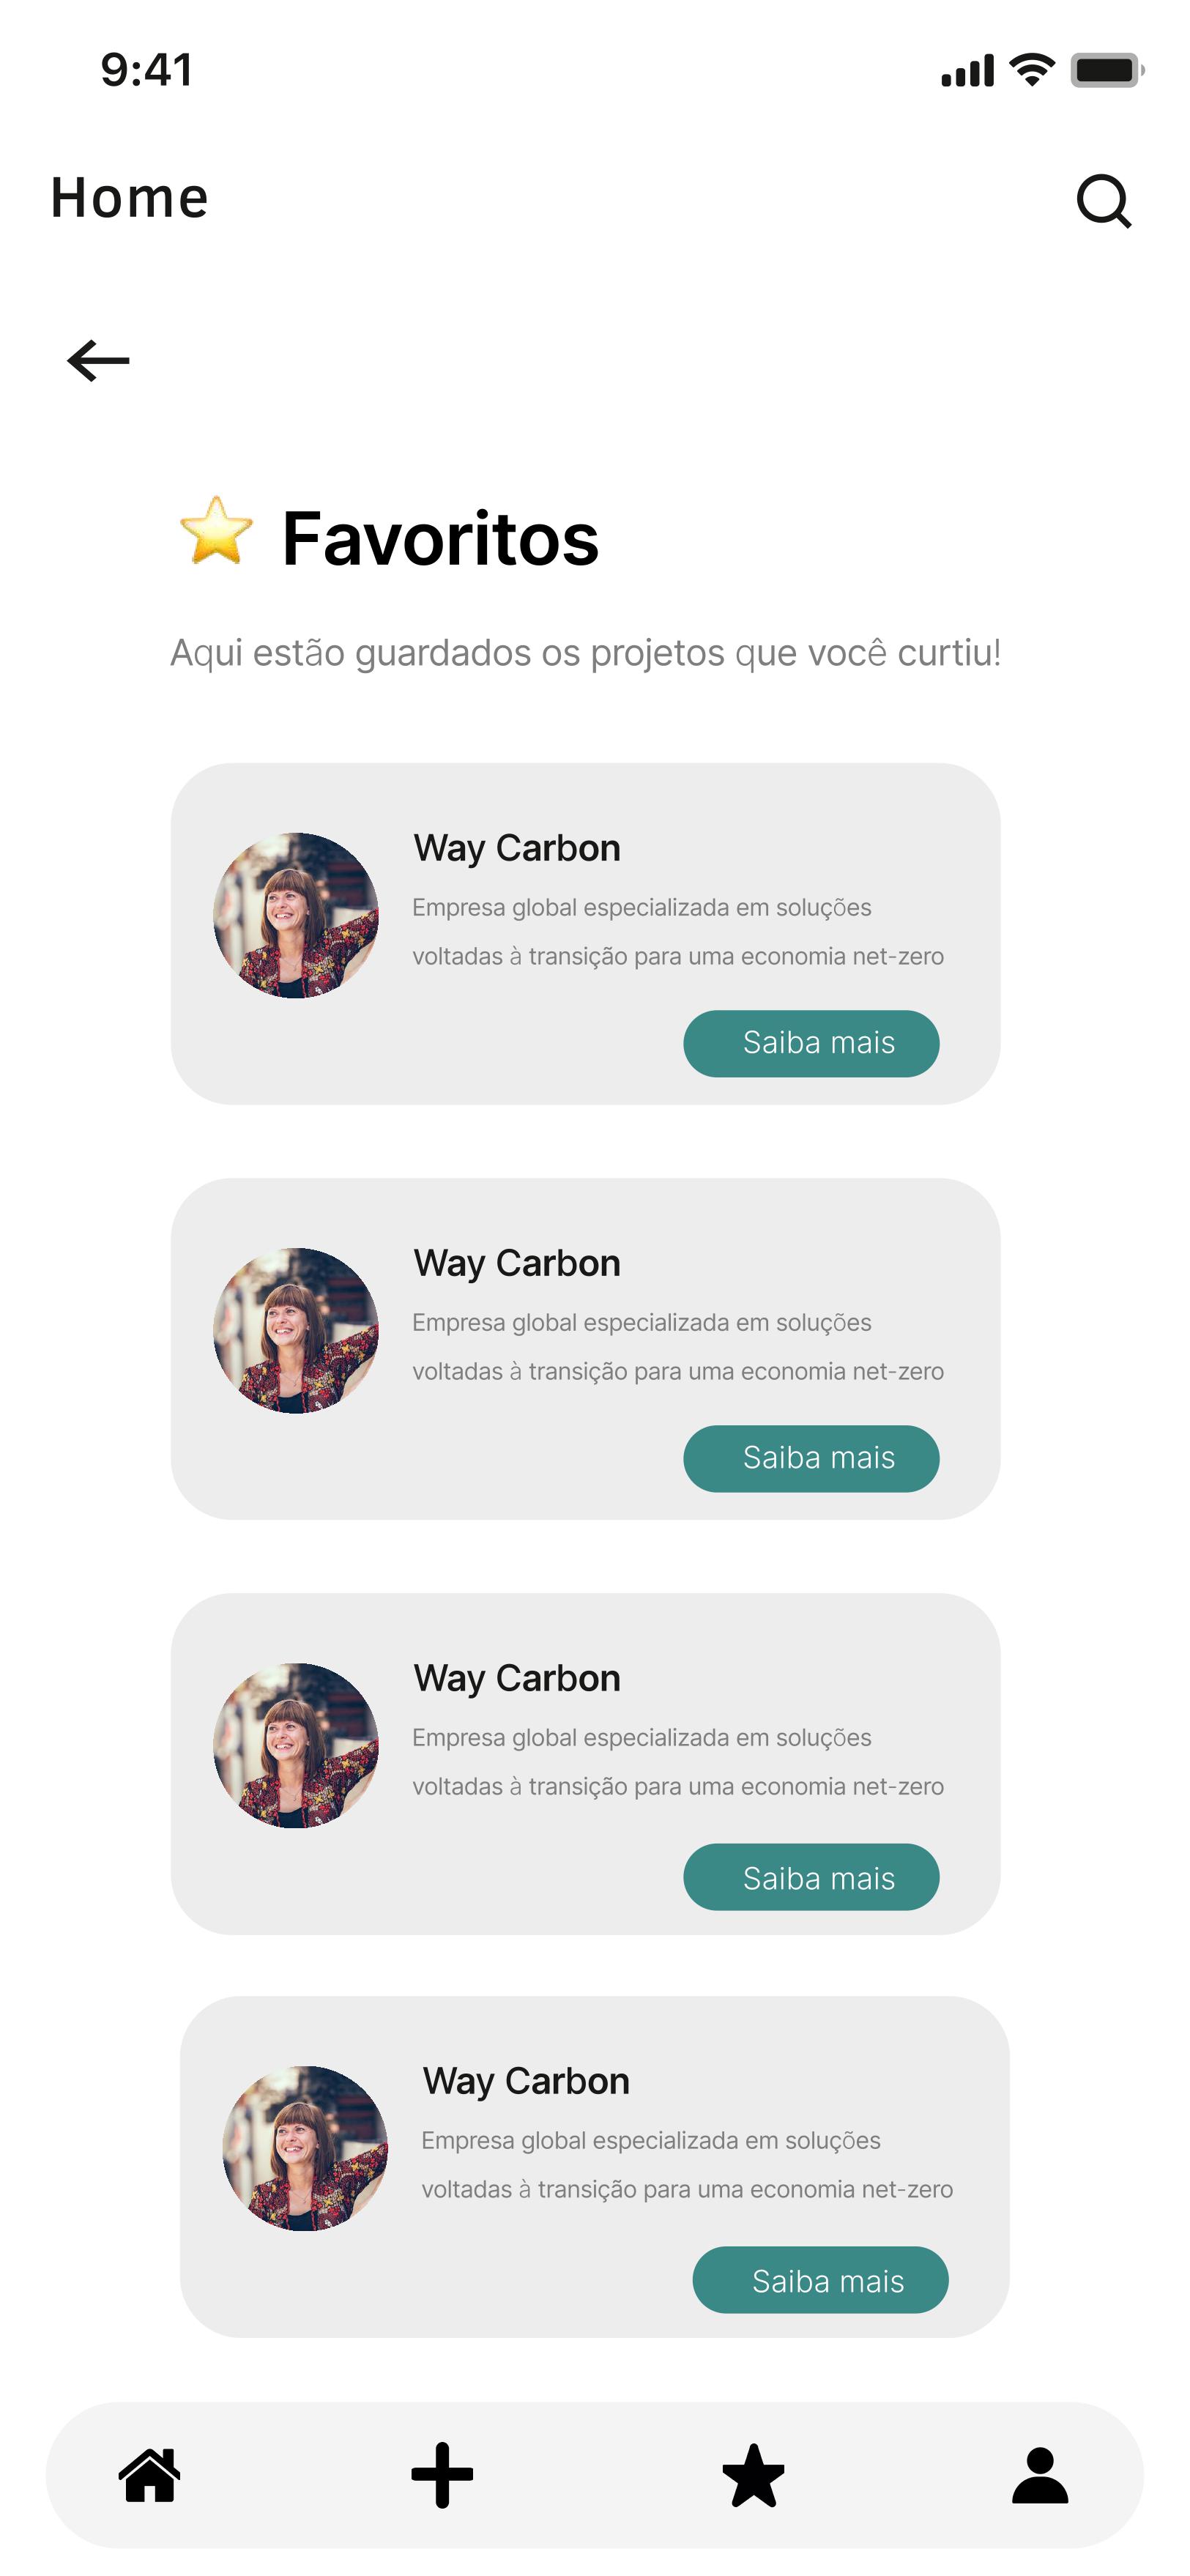 9:41
Home
Favoritos
Aqui estão guardados os projetos que você curtiu!
Way Carbon
Empresa global especializada em soluções
voltadas à transição para uma economia net-zero
Saiba mais
Way Carbon
Empresa global especializada em soluções
voltadas à transição para uma economia net-zero
Saiba mais
Way Carbon
Empresa global especializada em soluções
voltadas à transição para uma economia net-zero
Saiba mais
Way Carbon
Empresa global especializada em soluções
voltadas à transição para uma economia net-zero
Saiba mais